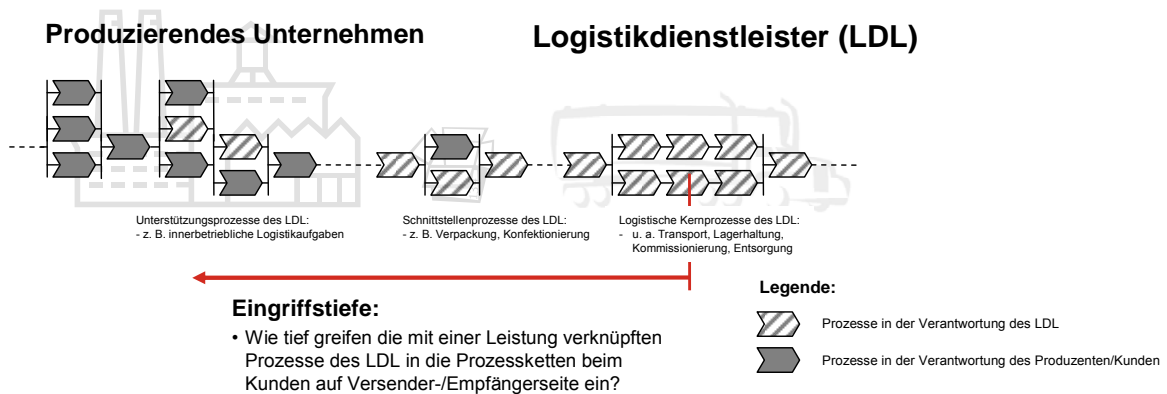 Produzierendes Unternehmen
Logistikdienstleister (LDL)
Unterstützungsprozesse des LDL:
- z. B. innerbetriebliche Logistikaufgaben
Schnittstellenprozesse des LDL:
- z. B. Verpackung, Konfektionierung
Logistische Kernprozesse des LDL:
- u. a. Transport, Lagerhaltung,
Kommissionierung, Entsorgung
Eingriffstiefe:
• Wie tief greifen die mit einer Leistung verknüpften
Prozesse des LDL in die Prozessketten beim
Kunden auf Versender-/Empfängerseite ein?
Legende:
Prozesse in der Verantwortung des LDL
Prozesse in der Verantwortung des Produzenten/Kunden